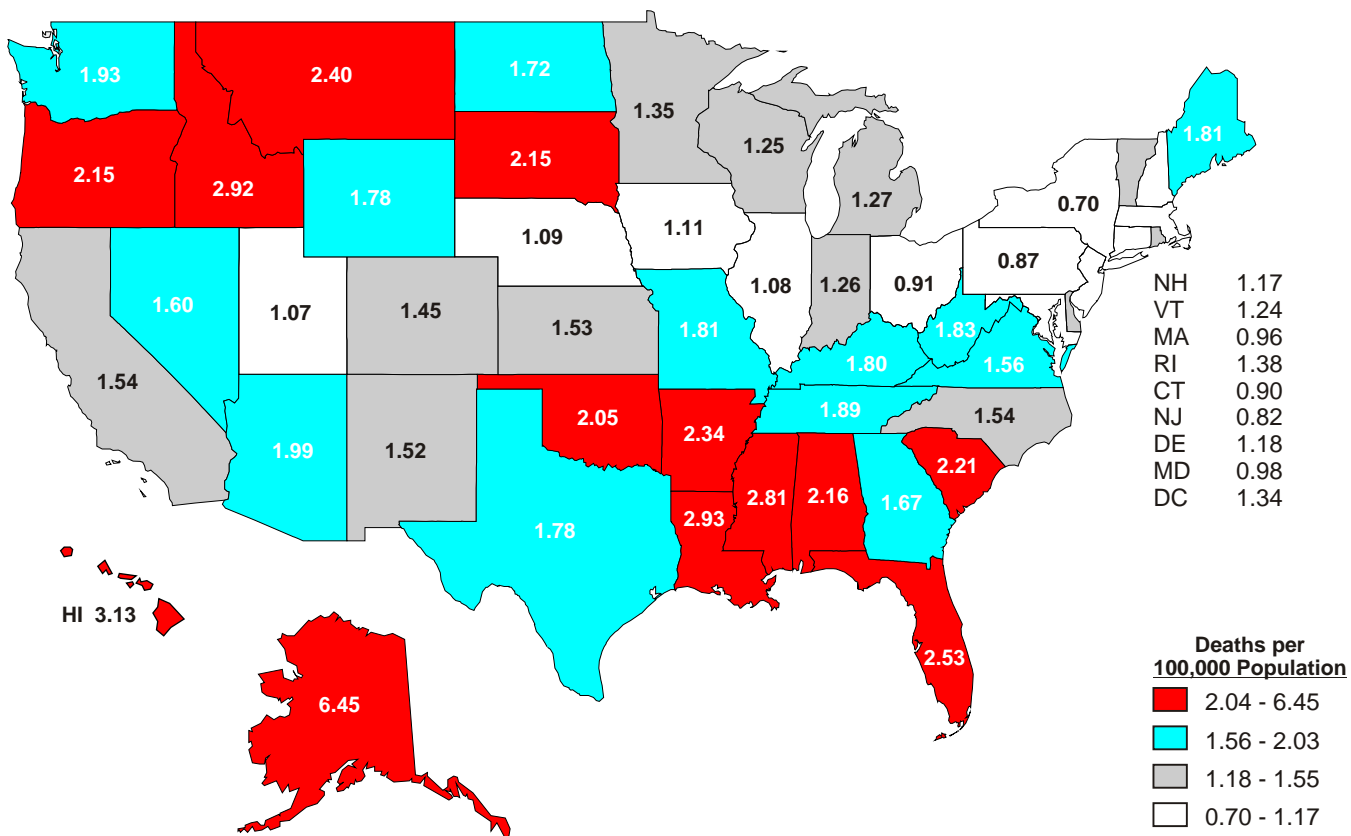 1.93
2.40
1.72
1.35
1.81
2.15
2.92
1.78
2.15
1.25
1.27
0.70
1.09
1.11
0.87
1.60
1.07
1.45
1.53
1.81
1.08
1.26
0.91
1.83
1.56
1.80
1.54
1.54
1.99
1.52
2.05
2.34
1.89
2.21
2.81
2.16
1.67
2.93
1.78
2.53
HI 3.13
6.45
NH 1.17
VT 1.24
MA 0.96
RI 1.38
CT 0.90
NJ 0.82
DE 1.18
MD 0.98
DC 1.34
Deaths per
100,000 Population
2.04 - 6.45
1.56 - 2.03
1.18 - 1.55
0.70 - 1.17